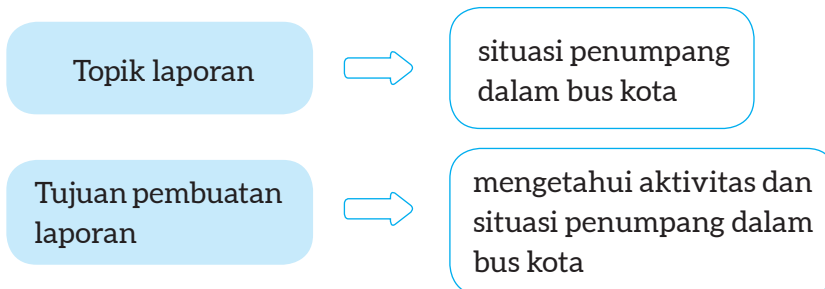 Topik laporan
situasi penumpang
dalam bus kota
Tujuan pembuatan
laporan
mengetahui aktivitas dan
situasi penumpang dalam
bus kota